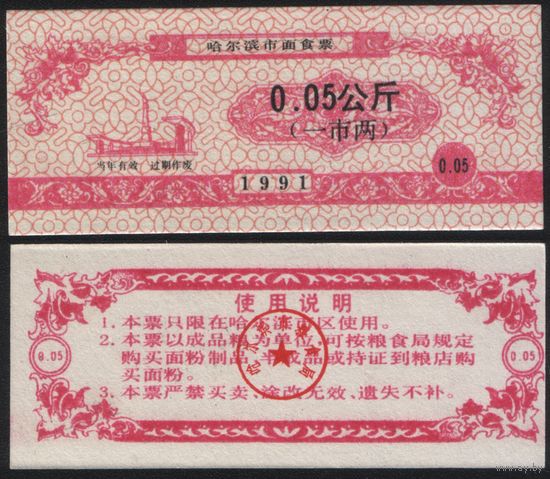 哈尔滨市面食票
0.05公斤
(一市两)
当年有效 过期作废
0.05
1991
使用说明
1. 本票只限在哈尔滨市区使用。
2. 本票以成品粮为单位,可按粮食局规定
购买面粉制品、半成品或持证到粮店购
买面粉。
3. 本票严禁买卖、涂改无效、遗失不补。
0.05
0.05
www.ay.by